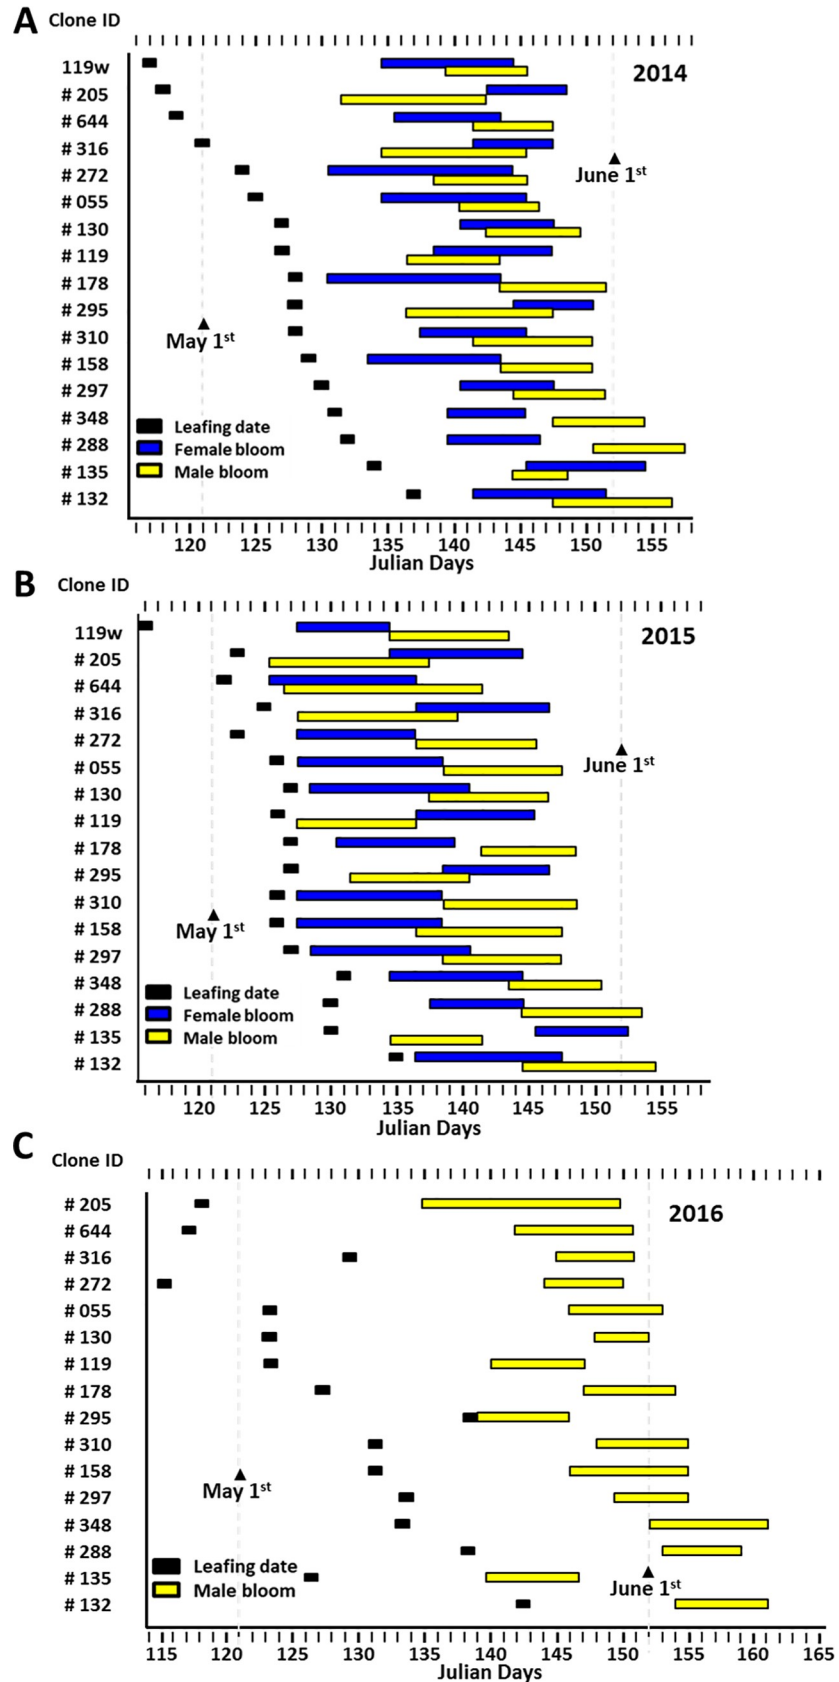 A Clone ID
119w
2014
# 205
# 644
# 316
June 1st
# 272
# 055
# 130
# 119
# 178
# 295
May 1st
# 310
# 158
# 297
# 348
Leafing date
# 288
Female bloom
# 135
Male bloom
# 132
120 125 130 135 140 145 150 155
Julian Days
B Clone ID
119w
2015
# 205
# 644
# 316
# 272
June 1st
# 055
# 130
# 119
# 178
# 295
# 310
May 1st
# 158
# 297
# 348
Leafing date
# 288
Female bloom
# 135
Male bloom
# 132
120 125 130 135 140 145 150 155
Julian Days
C
Clone ID
# 205
2016
# 644
# 316
# 272
# 055
# 130
# 119
# 178
# 295
# 310
# 158
May 1st
# 297
# 348
# 288
Leafing date
# 135
June 1st
Male bloom
# 132
115 120 125 130 135 140 145 150 155 160 165
Julian Days